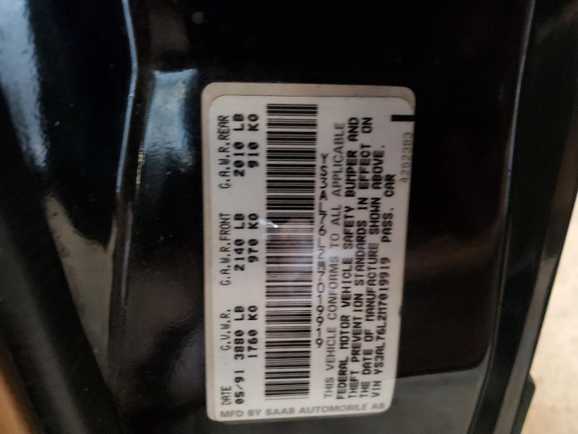 DATE G.V.W.R. G.A.W.R.FRONT G.A.W.R.REAR
05/91 3880 LB 2140 LB 2010 LB
1760 KG 970 KG 910 KG
YS3AL76L2M7019919
THIS VEHICLE CONFORMS TO ALL APPLICABLE
FEDERAL MOTOR VEHICLE SAFETY BUMPER AND
THEFT PREVENTION STANDARDS IN EFFECT ON
THE DATE OF MANUFACTURE SHOWN ABOVE.
VIN YS3AL76L2M7019919 PASS. CAR
MFD BY SAAB AUTOMOBILE AB